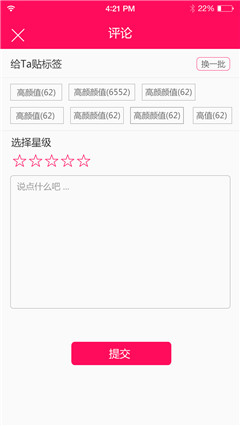 4:21 PM 22%
评论
给Ta贴标签 换一批
高颜值(62) 高颜颜值(6552) 高颜颜值(62)
高颜值(62) 高颜颜值(62) 高颜颜值(62) 高值(62)
选择星级
说点什么吧 ...
提交